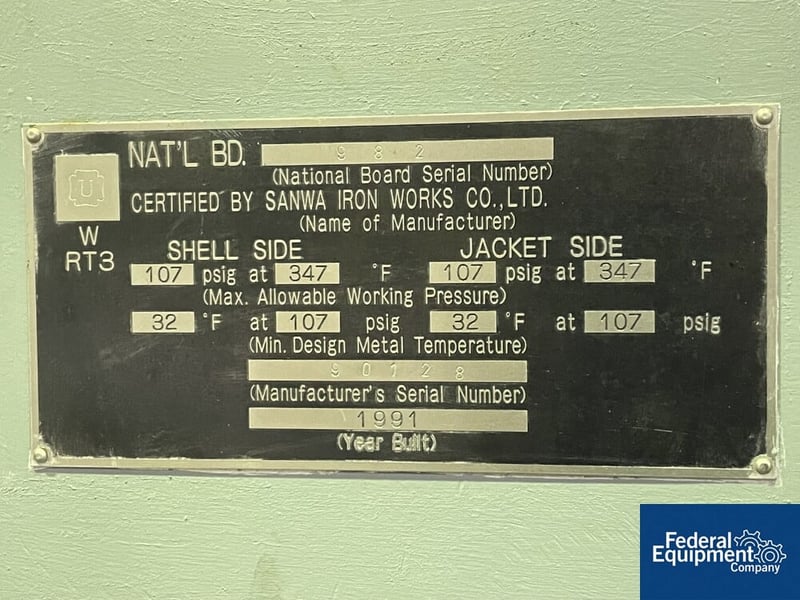 NAT'L BD. 982
(National Board Serial Number)
U
CERTIFIED BY SANWA IRON WORKS CO.,LTD.
(Name of Manufacturer)
W
RT3
SHELL SIDE JACKET SIDE
107 psig at 347 °F 107 psig at 347 °F
(Max. Allowable Working Pressure)
32 °F at 107 psig 32 °F at 107 psig
(Min. Design Metal Temperature)
90128
(Manufacturer's Serial Number)
1991
(Year Built)
Federal
Equipment
Company